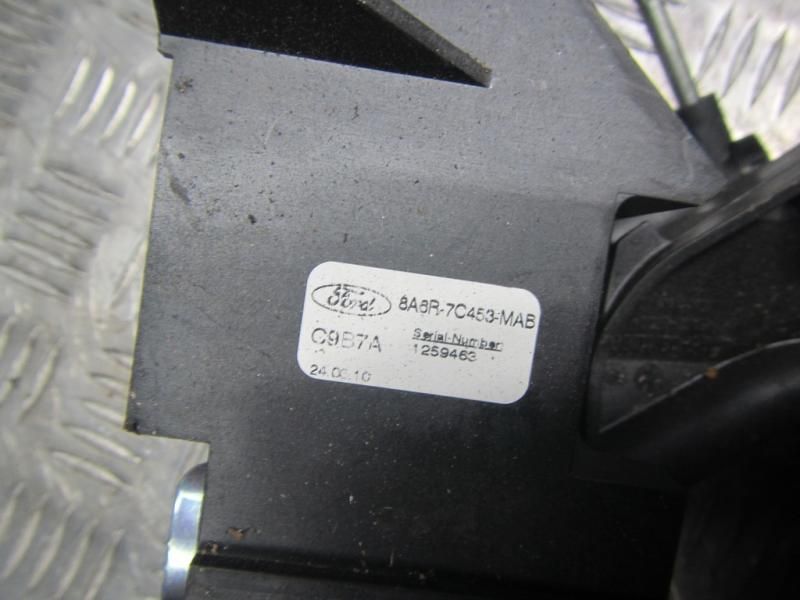 Ford 8A6R-7C453-MAB
C9B7A Serial-Number:
1259463
24.06.10